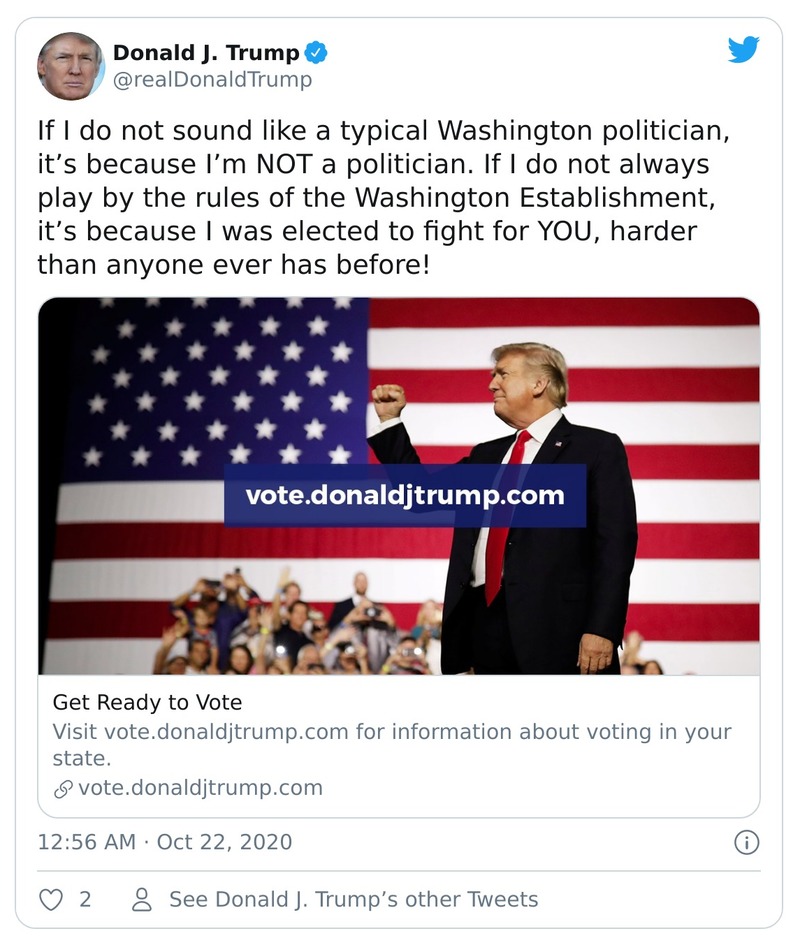 Donald J. Trump
@realDonaldTrump
If I do not sound like a typical Washington politician,
it’s because I’m NOT a politician. If I do not always
play by the rules of the Washington Establishment,
it’s because I was elected to fight for YOU, harder
than anyone ever has before!
vote.donaldjtrump.com
Get Ready to Vote
Visit vote.donaldjtrump.com for information about voting in your
state.
vote.donaldjtrump.com
12:56 AM · Oct 22, 2020
2 See Donald J. Trump’s other Tweets